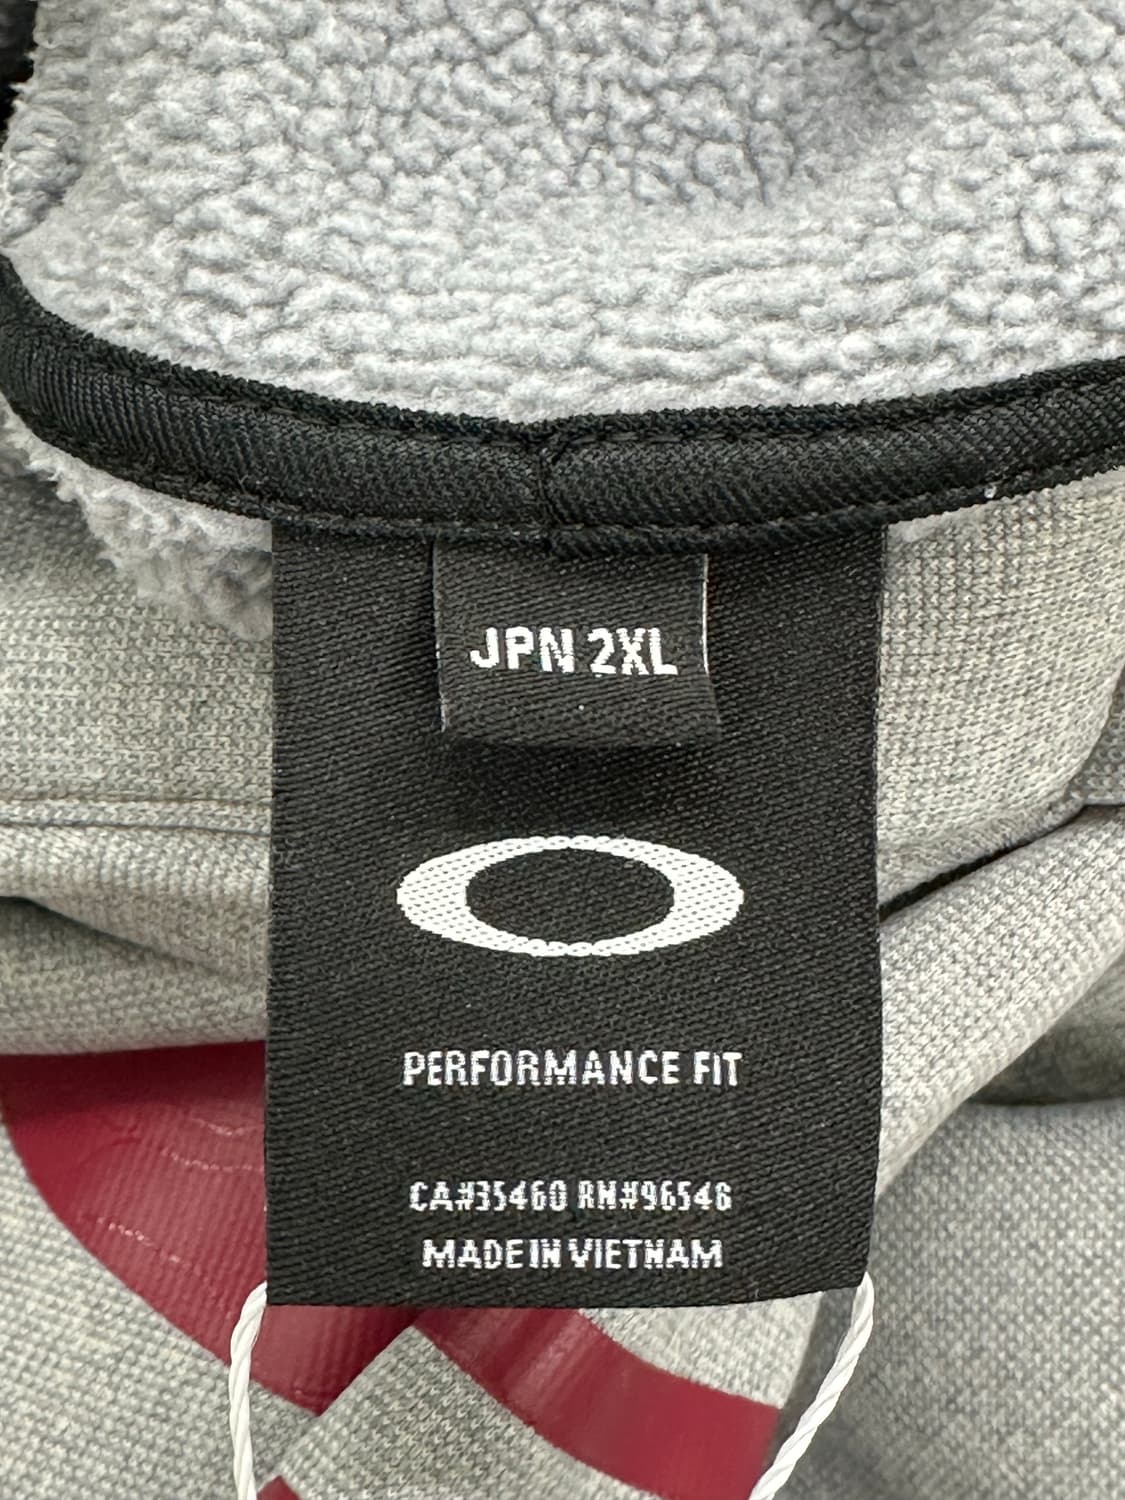 JPN 2XL
PERFORMANCE FIT
CA#35460 RN#96546
MADE IN VIETNAM